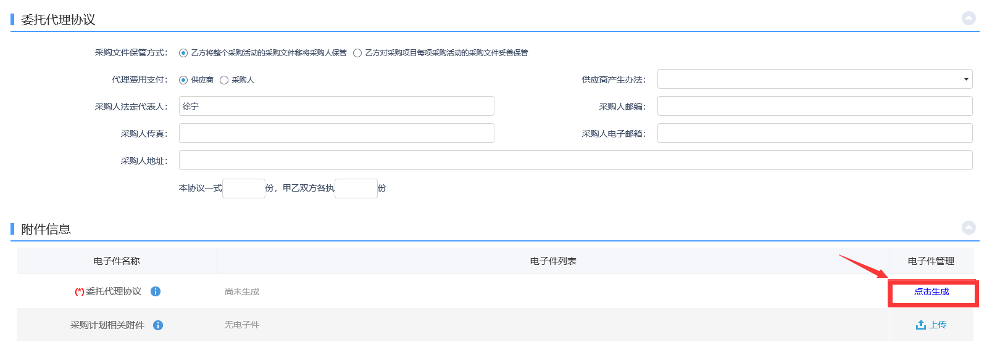 委托代理协议
采购文件保管方式： 乙方将整个采购活动的采购文件移将采购人保管 乙方对采购项目每项采购活动的采购文件妥善保管
代理费用支付： 供应商 采购人 供应商产生办法：
采购人法定代表人： 徐宁 采购人邮编：
采购人传真： 采购人电子邮箱：
采购人地址：
本协议一式 份，甲乙双方各执 份
附件信息
电子件名称 电子件列表 电子件管理
(*)委托代理协议 尚未生成 点击生成
采购计划相关附件 无电子件 上传